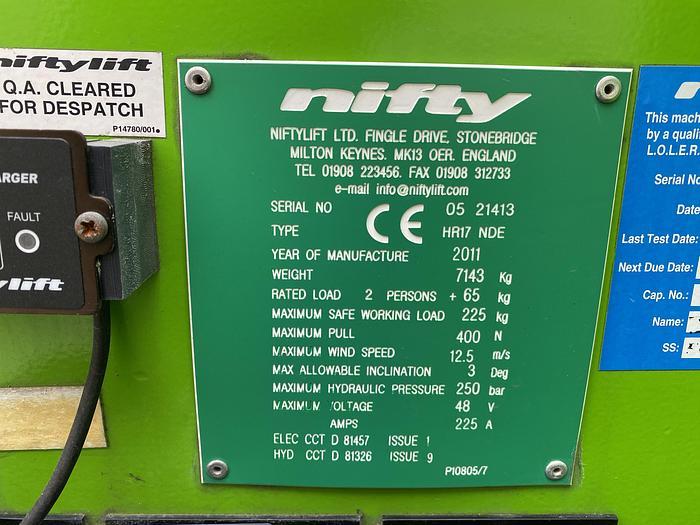 niftylift
Q.A. CLEARED
FOR DESPATCH
P14780/001
ARGER
FAULT
lift
nifty
NIFTYLIFT LTD. FINGLE DRIVE, STONEBRIDGE
MILTON KEYNES. MK13 OER. ENGLAND
TEL 01908 223456. FAX 01908 312733
e-mail info@niftylift.com
SERIAL NO CE 05 21413
TYPE HR17 NDE
YEAR OF MANUFACTURE 2011
WEIGHT 7143 Kg
RATED LOAD 2 PERSONS + 65 kg
MAXIMUM SAFE WORKING LOAD 225 kg
MAXIMUM PULL 400 N
MAXIMUM WIND SPEED 12.5 m/s
MAX ALLOWABLE INCLINATION 3 Deg
MAXIMUM HYDRAULIC PRESSURE 250 bar
MAXIMUM VOLTAGE 48 V
AMPS 225 A
ELEC CCT D 81457 ISSUE 1
HYD CCT D 81326 ISSUE 9
P10805/7
This mach
by a quali
L.O.L.E.R.
Serial No
Date
Last Test Date:
Next Due Date:
Cap. No.:
Name:
SS: